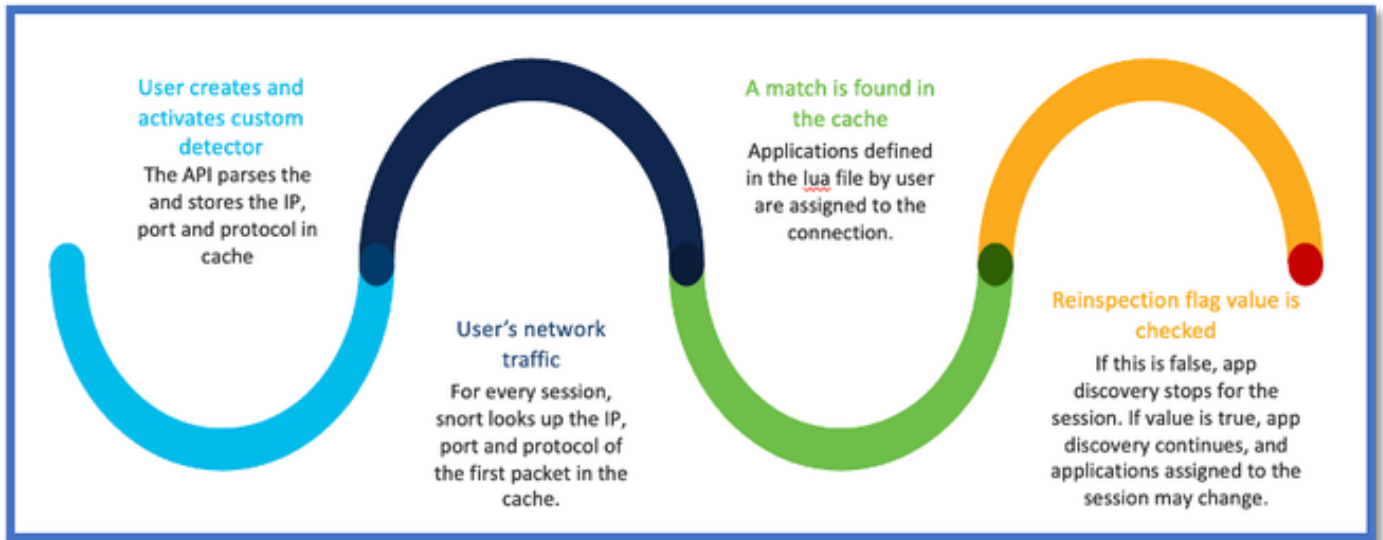 User creates and
activates custom
detector
The API parses the
and stores the IP,
port and protocol in
cache
User's network
traffic
For every session,
snort looks up the IP,
port and protocol of
the first packet in the
cache.
A match is found in
the cache
Applications defined
in the lua file by user
are assigned to the
connection.
Reinspection flag value is
checked
If this is false, app
discovery stops for the
session. If value is true, app
discovery continues, and
applications assigned to the
session may change.